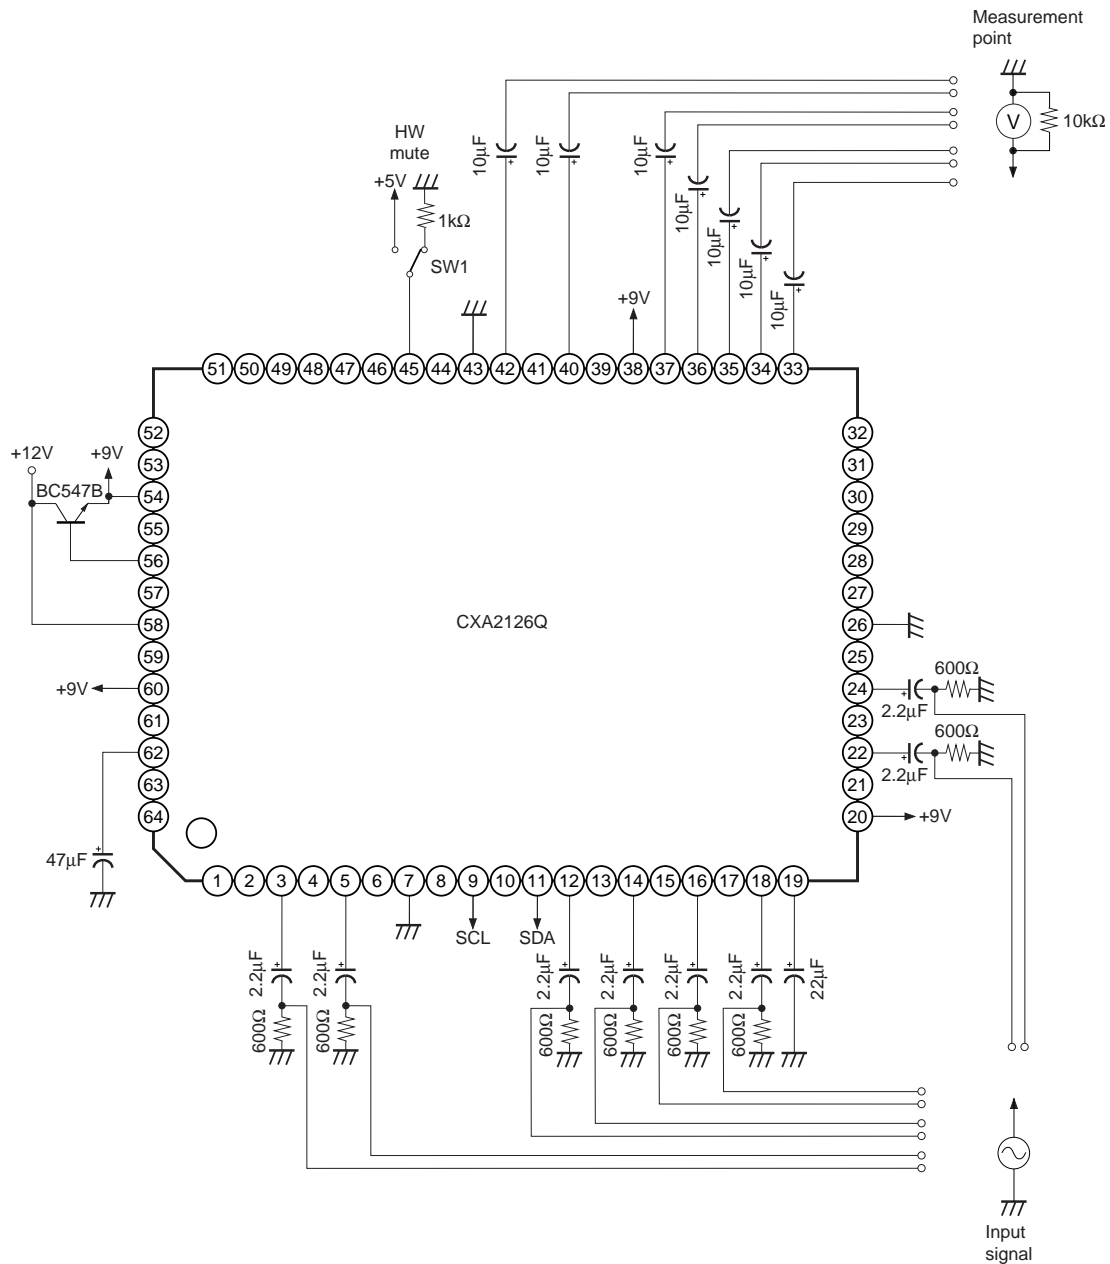 Measurement
point
V
10kΩ
HW
mute
+5V
1kΩ
SW1
10µF
10µF
10µF
10µF
10µF
10µF
10µF
+9V
51 50 49 48 47 46 45 44 43 42 41 40 39 38 37 36 35 34 33
52
53
54
55
56
57
58
59
60
61
62
63
64
+12V
+9V
BC547B
+9V
47µF
CXA2126Q
32
31
30
29
28
27
26
25
24
23
22
21
20
600Ω
2.2µF
600Ω
2.2µF
+9V
1 2 3 4 5 6 7 8 9 10 11 12 13 14 15 16 17 18 19
SCL
SDA
2.2µF
2.2µF
2.2µF
2.2µF
2.2µF
2.2µF
22µF
600Ω
600Ω
600Ω
600Ω
600Ω
600Ω
Input
signal